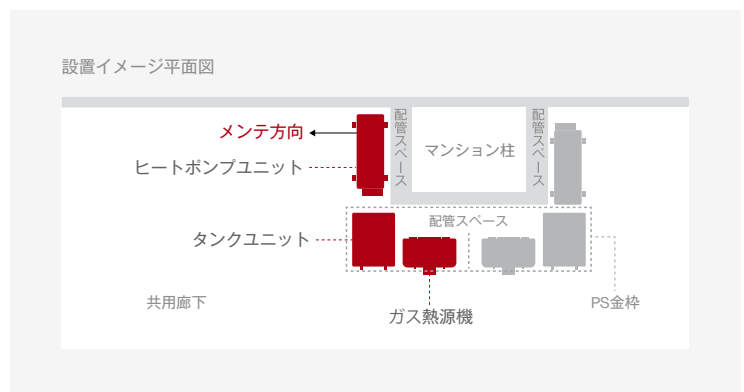 設置イメージ平面図
メンテ方向
ヒートポンプユニット
配管スペース
マンション柱
配管スペース
タンクユニット
配管スペース
共用廊下
ガス熱源機
PS金枠